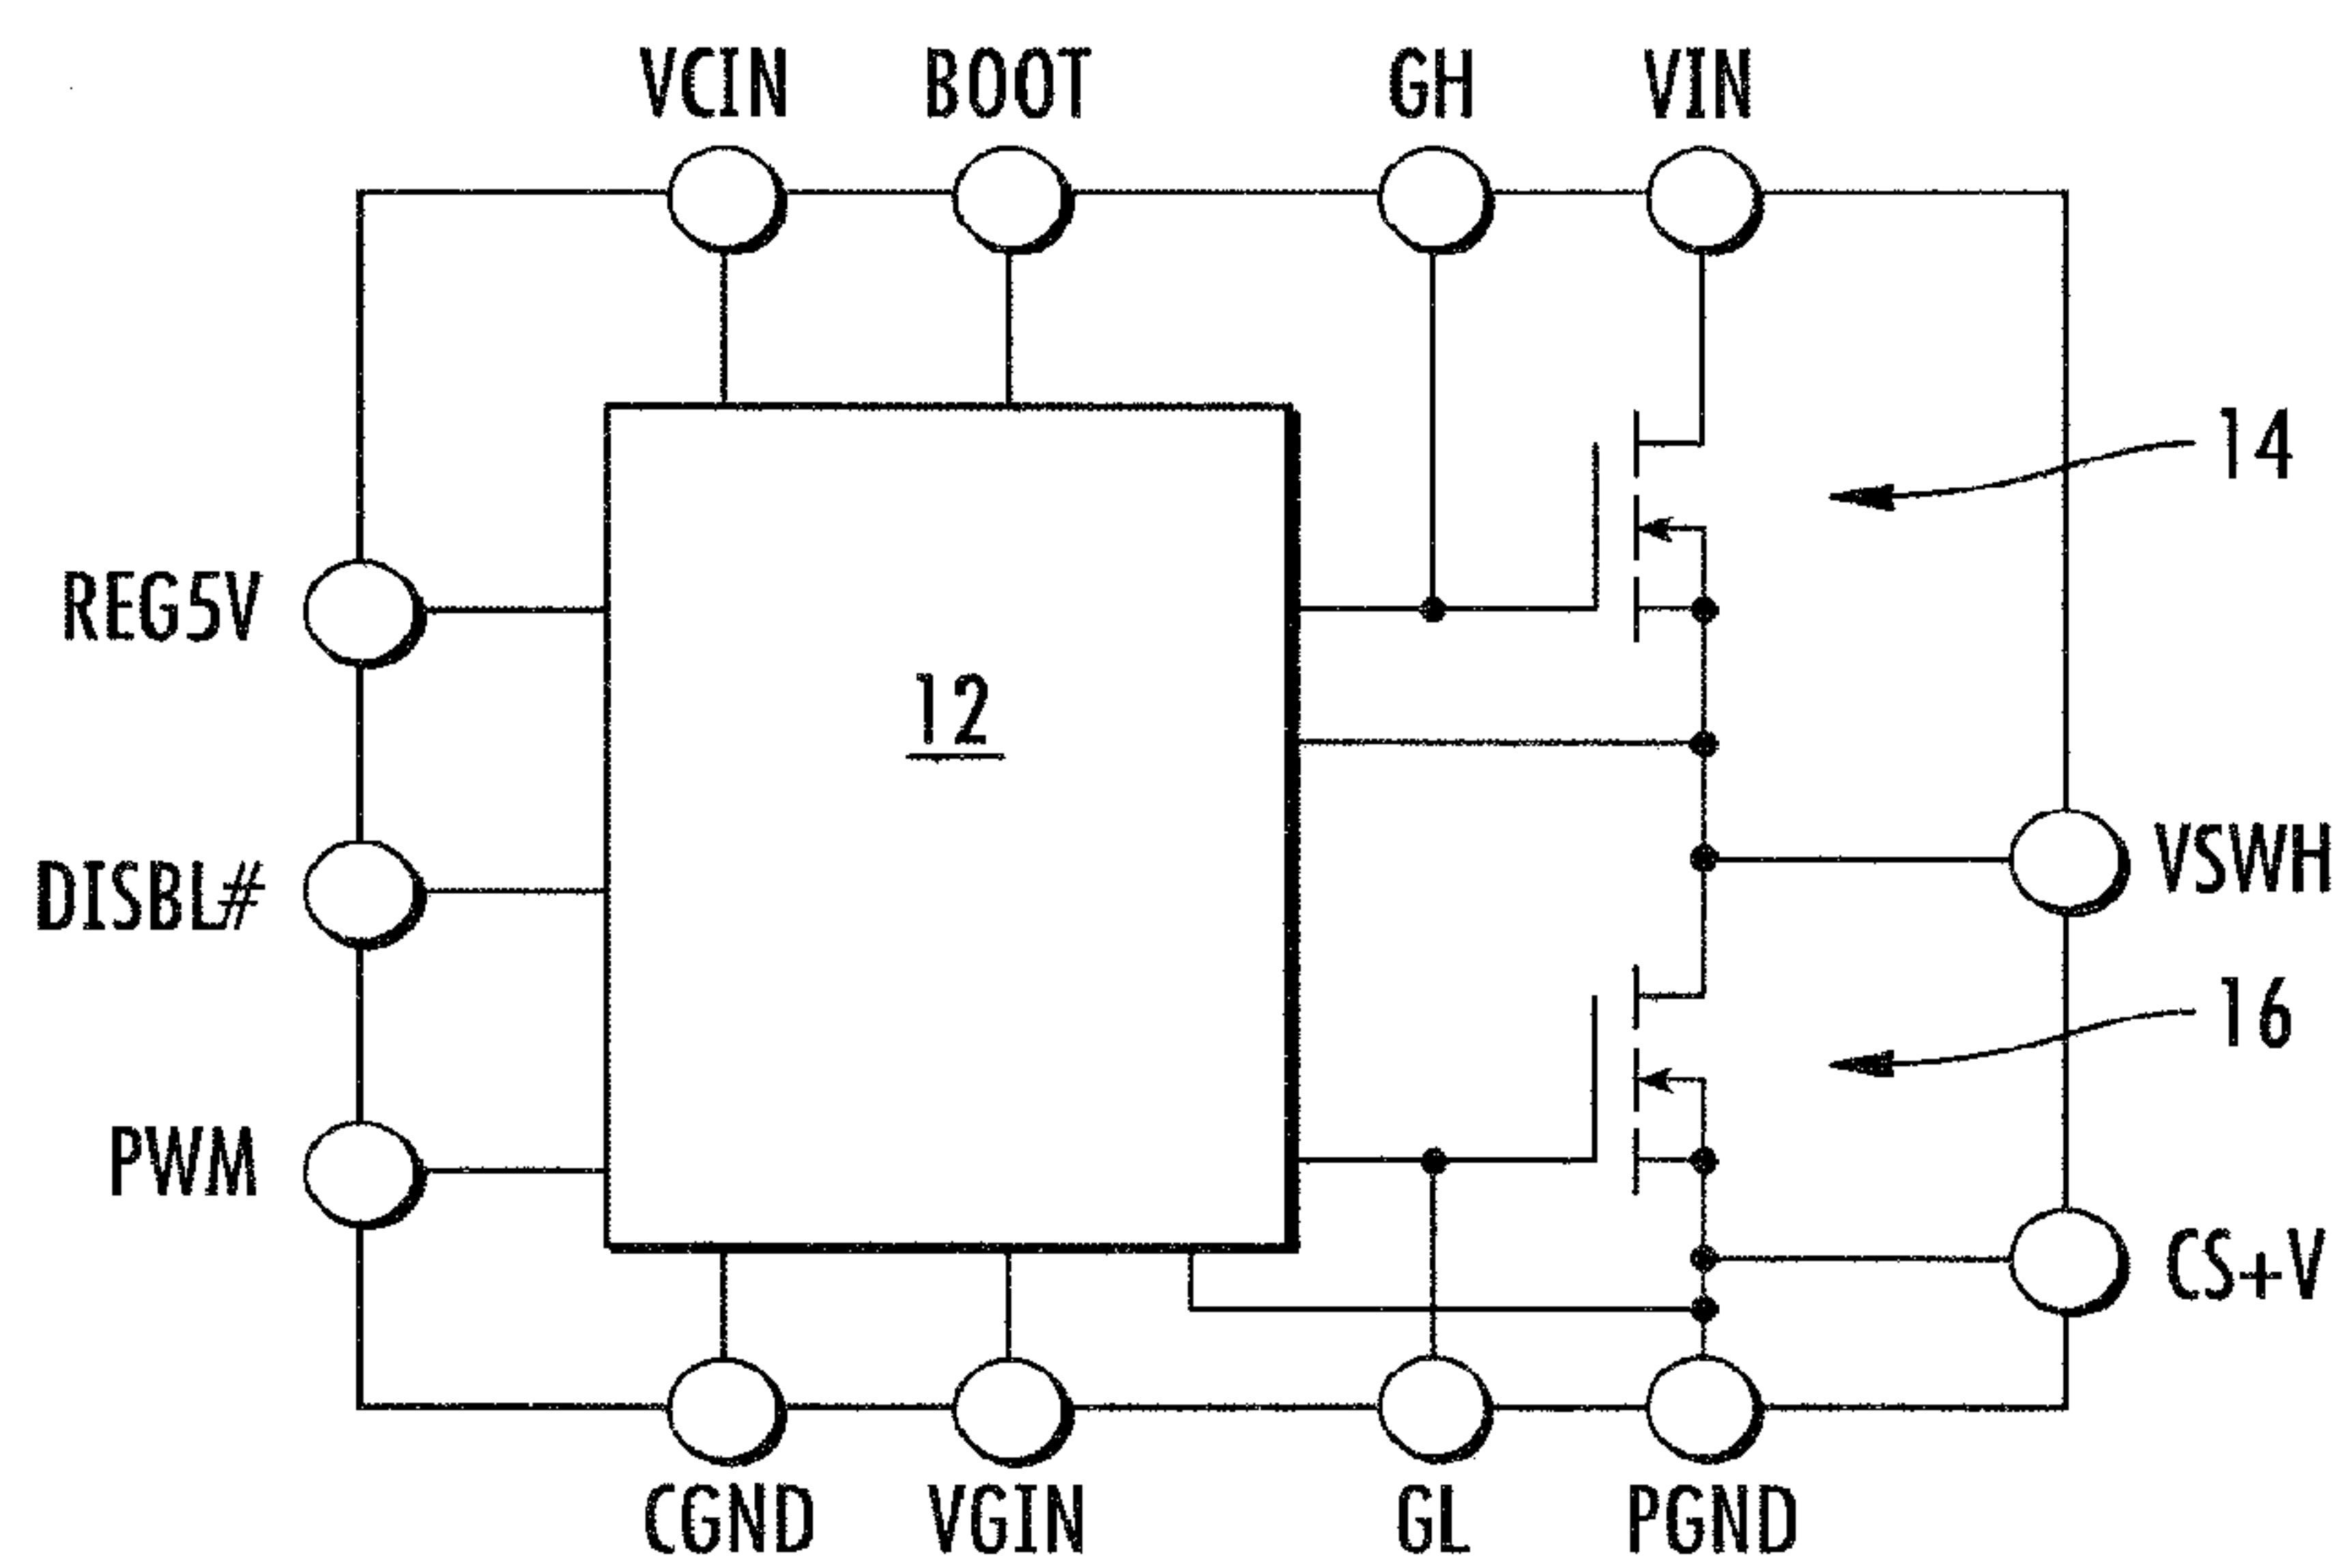 VCIN BOOT GH VIN
14
REG5V
12
DISBL#
VSWH
16
PWM
CS+V
CGND VGIN GL PGND